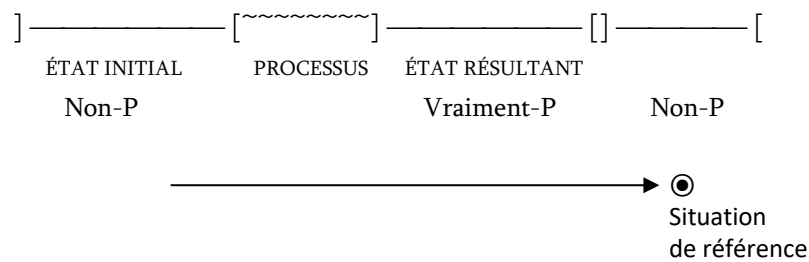 ] ——————— [~~~~~~~~] ——————— [] ————— [
ÉTAT INITIAL PROCESSUS ÉTAT RÉSULTANT
Non-P Vraiment-P Non-P
Situation
de référence